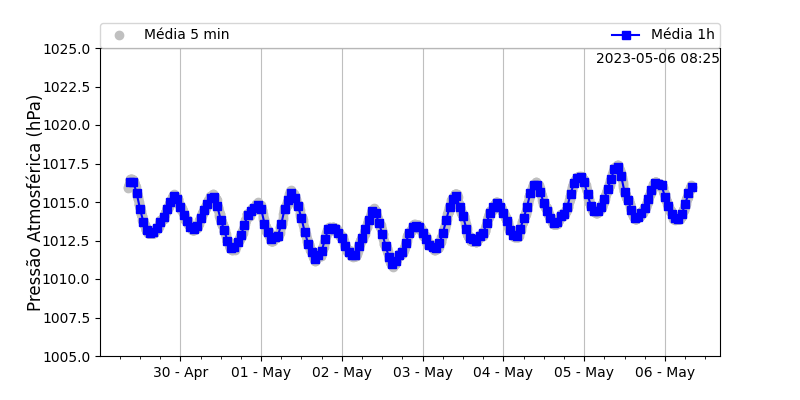 Média 5 min
Média 1h
2023-05-06 08:25
Pressão Atmosférica (hPa)
1025.0
1022.5
1020.0
1017.5
1015.0
1012.5
1010.0
1007.5
1005.0
30 - Apr
01 - May
02 - May
03 - May
04 - May
05 - May
06 - May